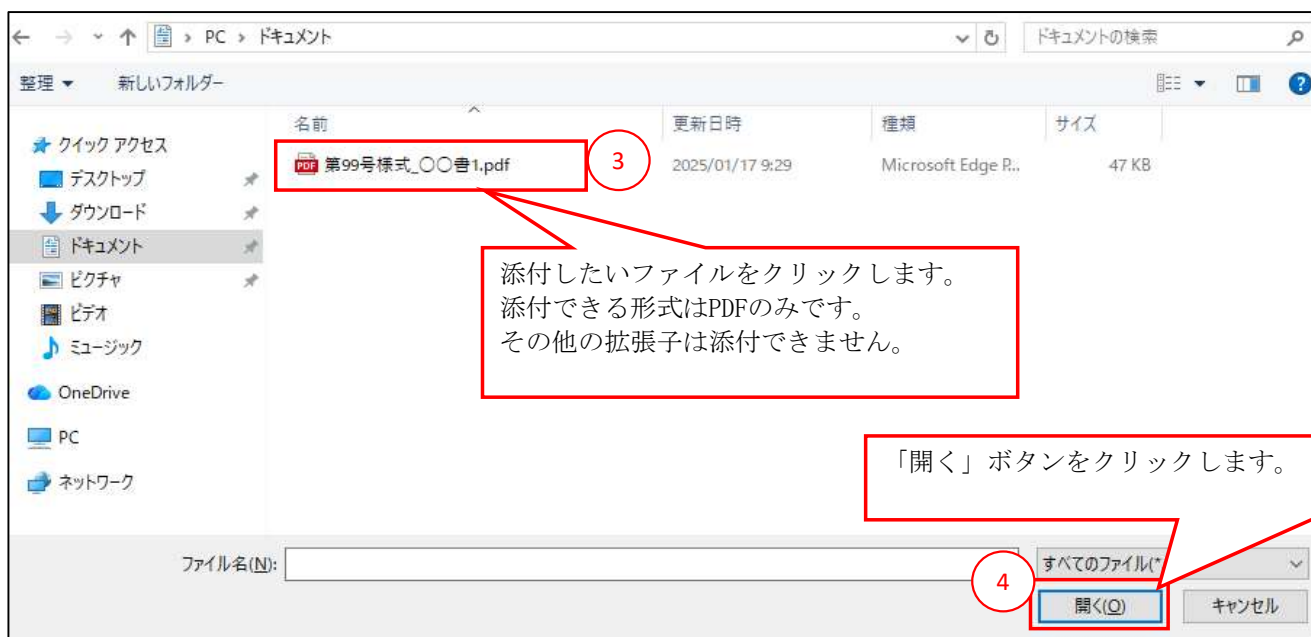 PC › ドキュメント
ドキュメントの検索
整理
新しいフォルダー
?
名前
更新日時
種類
サイズ
クイック アクセス
デスクトップ
ダウンロード
ドキュメント
ピクチャ
ビデオ
ミュージック
OneDrive
PC
ネットワーク
PDF
第99号様式_〇〇書1.pdf
3
2025/01/17 9:29
Microsoft Edge P...
47 KB
添付したいファイルをクリックします。
添付できる形式はPDFのみです。
その他の拡張子は添付できません。
「開く」ボタンをクリックします。
ファイル名(N):
すべてのファイル(*
4
開く(O)
キャンセル